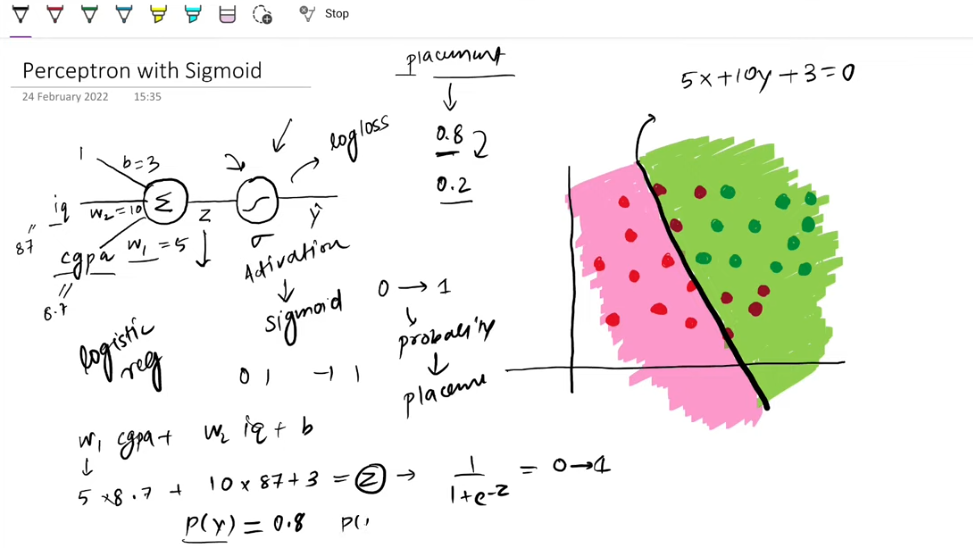 Stop
Perceptron with Sigmoid
24 February 2022 15:35
placement
0.8
0.2
5x+10y+3=0
logloss
1
b=3
iq
w2=10
Σ
z
ŷ
87
cgpa
w1=5
8.7
σ
Activation
sigmoid
0 → 1
probability
placeme
logistic
reg
0 1 -1 1
w1 cgpa+ w2 iq + b
5 x8.7 + 10 x 87+3 = z → 1/1+e-z = 0→1
P(y) = 0.8 P(